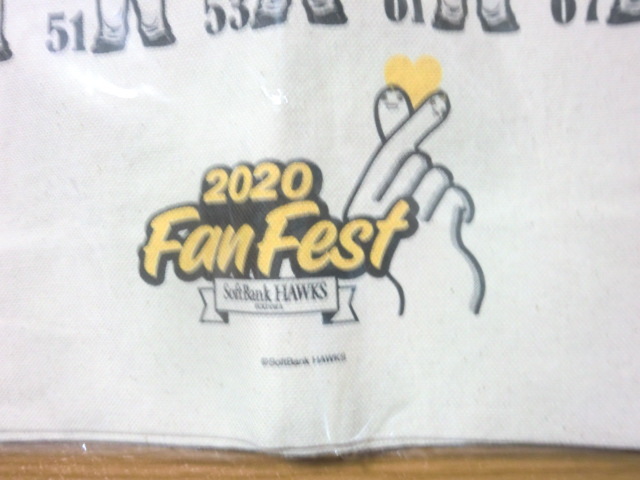 51 53 61 67
2020
FanFest
SoftBank HAWKS
©SoftBank HAWKS